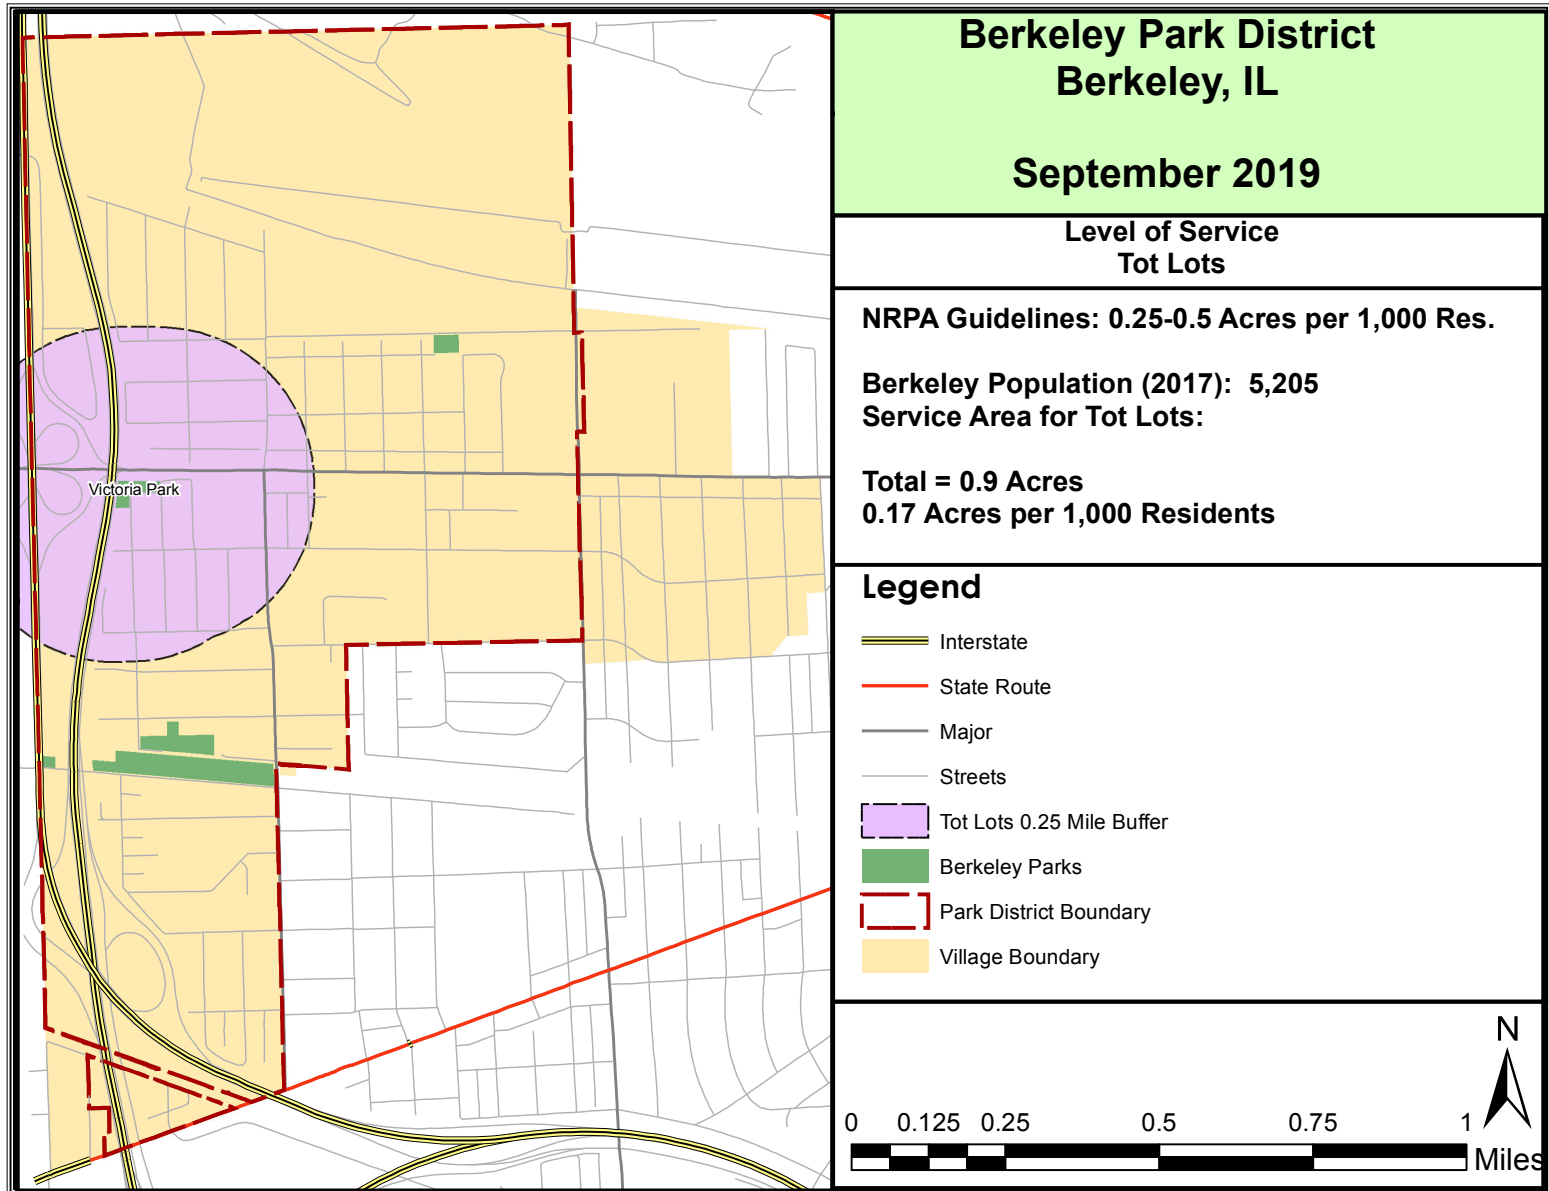 Berkeley Park District
Berkeley, IL
September 2019
Level of Service
Tot Lots
NRPA Guidelines: 0.25-0.5 Acres per 1,000 Res.
Berkeley Population (2017): 5,205
Service Area for Tot Lots:
Total = 0.9 Acres
0.17 Acres per 1,000 Residents
Victoria Park
Legend
Interstate
State Route
Major
Streets
Tot Lots 0.25 Mile Buffer
Berkeley Parks
Park District Boundary
Village Boundary
N
0 0.125 0.25 0.5 0.75 1
Miles